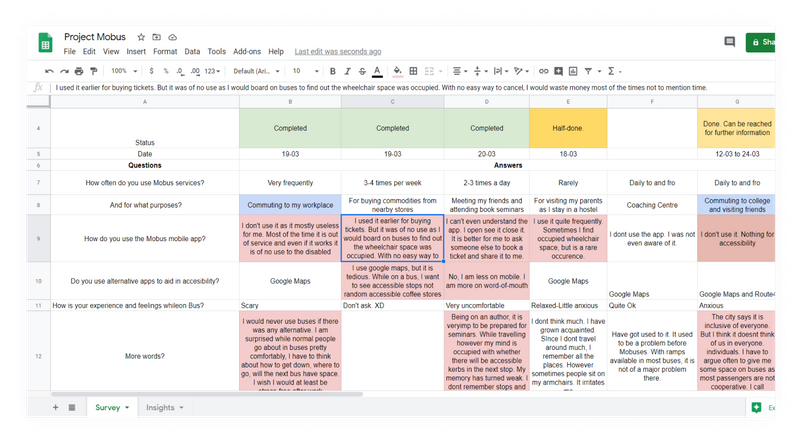 Project Mobus
File Edit View Insert Format Data Tools Add-ons Help Last edit was seconds ago
Sha
100% $ % .0 .00 123 Default (Ari... 10 B I S A
fx I used it earlier for buying tickets. But it was of no use as I would board on buses to find out the wheelchair space was occupied. With no easy way to cancel, I would waste money most of the times not to mention time.
A B C D E F G
4
Status
Completed
Completed
Completed
Half-done.
Done. Can be reached
for further information
5 Date 19-03 19-03 20-03 18-03 12-03 to 24-03
6 Questions Answers
7 How often do you use Mobus services? Very frequently 3-4 times per week 2-3 times a day Rarely Daily to and fro Daily to and fro
8 And for what purposes?
Commuting to my workplace
For buying commodities from
nearby stores
Meeting my friends and
attending book seminars
For visiting my parents
as I stay in a hostel
Coaching Centre
Commuting to college
and visiting friends
9 How do you use the Mobus mobile app?
I don't use it as it mostly useless
for me. Most of the time it is out
of service and even if it works it
is of no use to the disabled
I used it earlier for buying
tickets. But it was of no use as I
would board on buses to find out
the wheelchair space was
occupied. With no easy way to
I can't even understand the
app. I open see it close it.
It is better for me to ask
someone else to book a
ticket and share it to me.
I use it quite frequently.
Sometimes I find
occupied wheelchair
space, but is a rare
occurence.
I dont use the app. I was not
even aware of it.
I don't use it. Nothing for
accessibility
10 Do you use alternative apps to aid in accesibility?
Google Maps
I use google maps, but it is
tedious. While on a bus, I want
to see accessible stops not
random accessible coffee stores
No, I am less on mobile. I
am more on word-of-mouth
Google Maps
Google Maps
Google Maps and Route
11 How is your experience and feelings whileon Bus? Scary Don't ask. XD Very uncomfortable Relaxed-Little anxious Quite Ok Anxious
12 More words?
I would never use buses if there
was any alternative. I am
surprised while normal people
go about in buses pretty
comfortably, I have to think
about how to get down, where to
go, will the next bus have space.
I wish I would at least be
Being on an author, it is
veryimp to be prepared for
seminars. While travelling
however my mind is
occupied with whether
there will be accessible
kerbs in the next stop. My
memory has turned weak. I
dont remember stops and
I dont think much. I have
grown acquainted
SInce I dont travel
around much, I
remember all the
places. However
sometimes people sit on
my armchairs. It irritates
Have got used to it. It used
to be a problem before
Mobuses. With ramps
available in most buses, it is
not of a major problem
there.
The city says it is
inclusive of everyone.
But I think it doesnt think
of us in everyone.
individuals. I have to
argue often to give me
some space on buses as
most passengers are not
cooperative. I call
Survey Insights
Ex